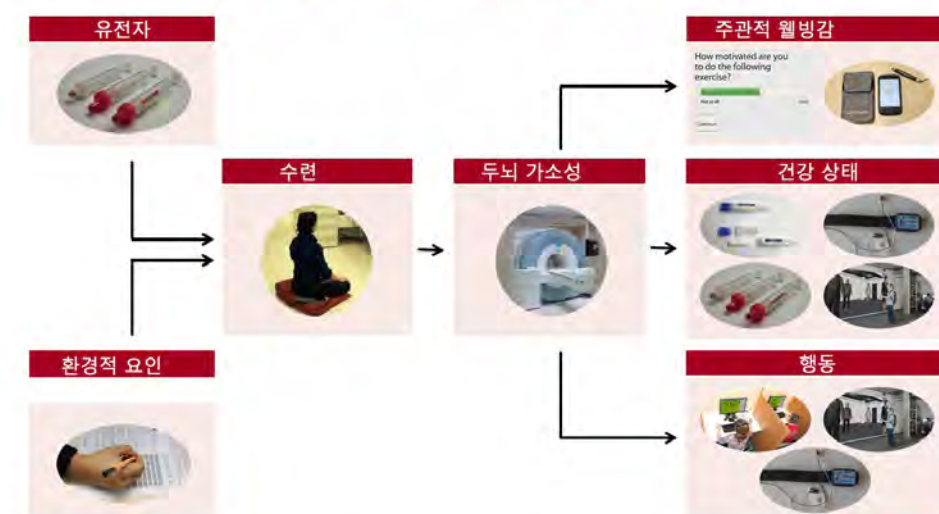 유전자
주관적 웰빙감
How motivated are you
to do the following
exercise?
수련
두뇌 가소성
건강 상태
환경적 요인
행동